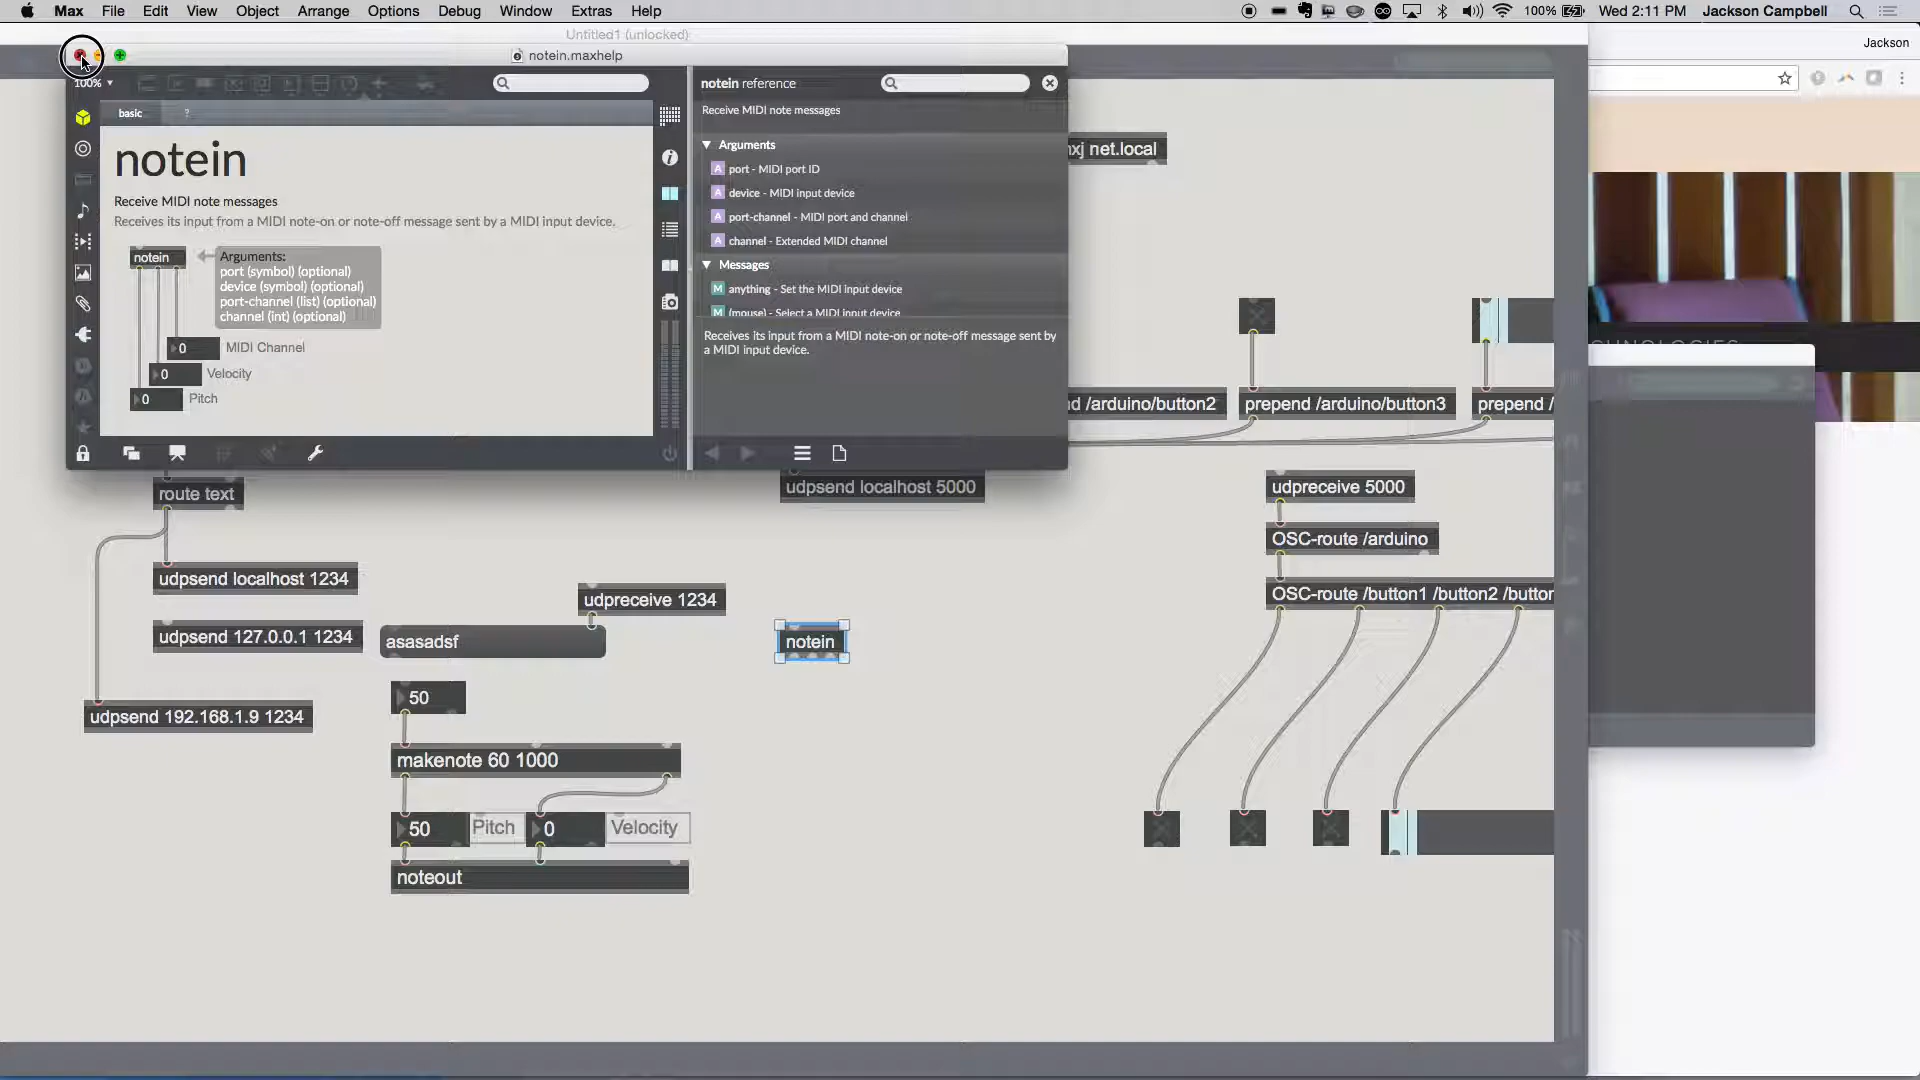 Max File Edit View Object Arrange Options Debug Window Extras Help
100% Wed 2:11 PM Jackson Campbell
Untitled1 (unlocked)
Jackson
notein.maxhelp
100%
basic ?
notein
Receive MIDI note messages
Receives its input from a MIDI note-on or note-off message sent by a MIDI input device.
notein
Arguments:
port (symbol) (optional)
device (symbol) (optional)
port-channel (list) (optional)
channel (int) (optional)
0 MIDI Channel
0 Velocity
0 Pitch
notein reference
Receive MIDI note messages
Arguments
A port - MIDI port ID
A device - MIDI input device
A port-channel - MIDI port and channel
A channel - Extended MIDI channel
Messages
M anything - Set the MIDI input device
M (mouse) - Select a MIDI input device
Receives its input from a MIDI note-on or note-off message sent by
a MIDI input device.
xj net.local
d /arduino/button2
prepend /arduino/button3
prepend /
route text
udpsend localhost 5000
udpreceive 5000
OSC-route /arduino
OSC-route /button1 /button2 /button
udpsend localhost 1234
udpreceive 1234
udpsend 127.0.0.1 1234
asasadsf
notein
50
udpsend 192.168.1.9 1234
makenote 60 1000
50 Pitch 0 Velocity
noteout